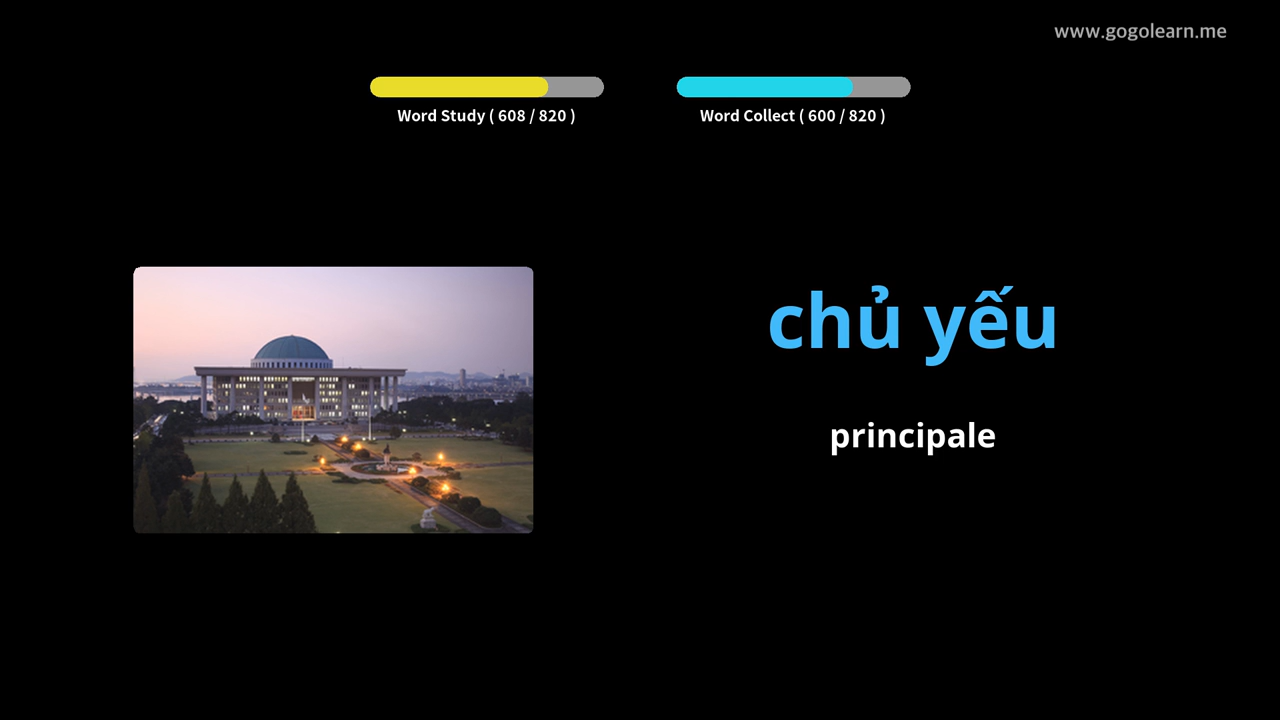 www.gogolearn.me
Word Study ( 608 / 820 )
Word Collect ( 600 / 820 )
chủ yếu
principale